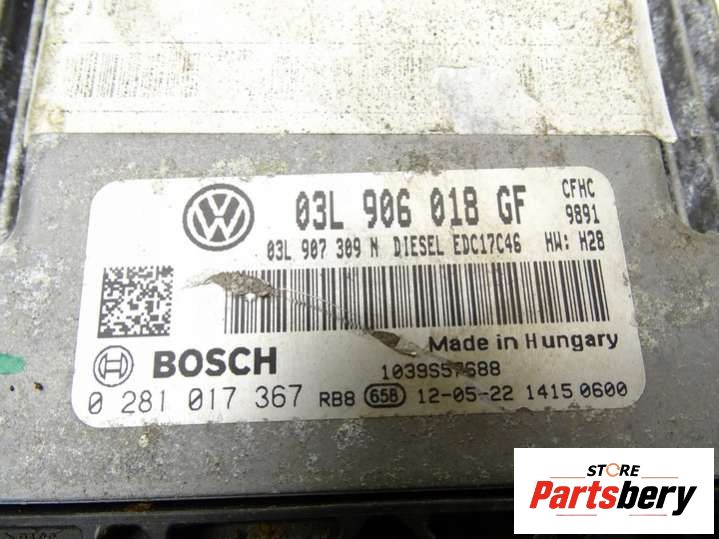 03L 906 018 GF
CFHC
9891
03L 907 309 N DIESEL EDC17C46 HW: H28
Made in Hungary
BOSCH
1039S57688
0 281 017 367 RB8 658 12-05-22 1415 0600
STORE
Partsbery